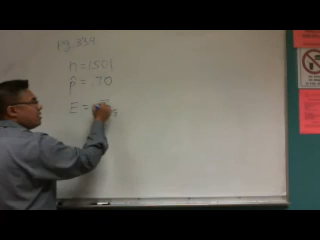 pg. 334
n = 1501
p̂ = .70
E =